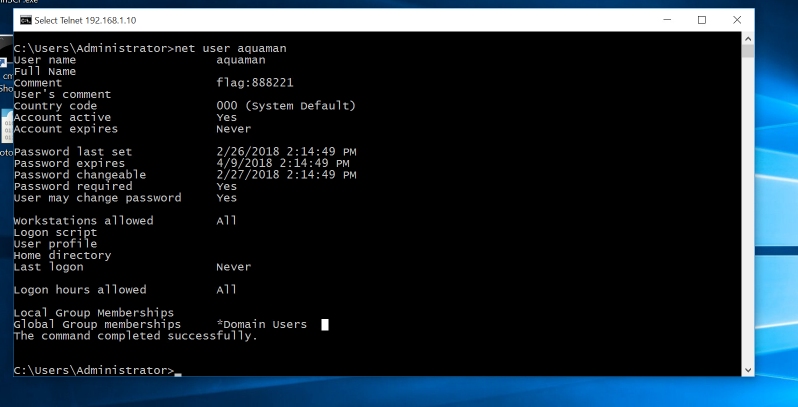 Select Telnet 192.168.1.10
C:\Users\Administrator>net user aquaman
User name aquaman
Full Name
Comment flag:888221
User's comment
Country code 000 (System Default)
Account active Yes
Account expires Never
Password last set 2/26/2018 2:14:49 PM
Password expires 4/9/2018 2:14:49 PM
Password changeable 2/27/2018 2:14:49 PM
Password required Yes
User may change password Yes
Workstations allowed All
Logon script
User profile
Home directory
Last logon Never
Logon hours allowed All
Local Group Memberships
Global Group memberships *Domain Users
The command completed successfully.
C:\Users\Administrator>